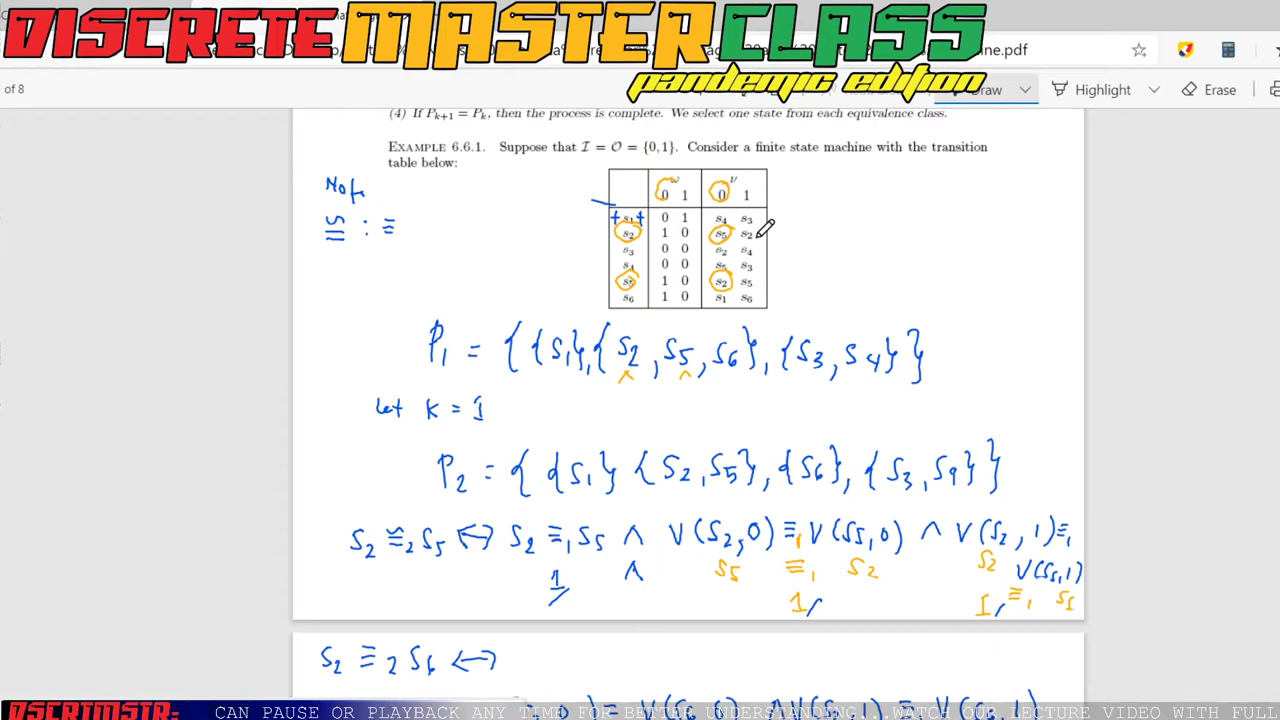 DISCRETE MASTER CLASS
pandemic edition
ine.pdf
of 8
Draw
Highlight
Erase
(4) If Pk+1 = Pk, then the process is complete. We select one state from each equivalence class.
EXAMPLE 6.6.1. Suppose that I = O = {0,1}. Consider a finite state machine with the transition
table below:
Note
≅ : ≡
ω ν
0 1 0 1
s1 0 1 s4 s3
s2 1 0 s5 s2
s3 0 0 s2 s4
s4 0 0 s5 s3
s5 1 0 s2 s5
s6 1 0 s1 s6
P1 = { {S1}, {S2, S5, S6}, {S3, S4} }
Let K = 1
P2 = { {S1} {S2, S5}, {S6}, {S3, S4} }
S2 ≅2 S5 ↔ S2 ≡1 S5 ∧ V(S2, 0) ≡1 V(S5, 0) ∧ V(S2, 1) ≡1
V(S5, 1)
S5 ≡1 S2 S2 ≡1 S5
1 ∧ 1 1
S2 ≡2 S6 ↔
DSCRTMSTR:
CAN PAUSE OR PLAYBACK ANY TIME FOR BETTER UNDERSTANDING...WATCH OUR LECTURE VIDEO WITH FULL